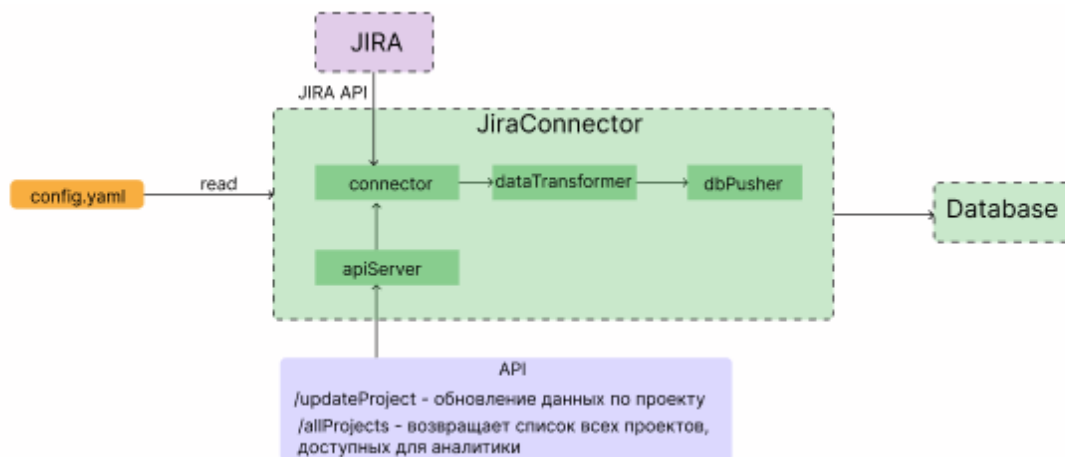 JIRA
JIRA API
JiraConnector
config.yaml
read
connector
dataTransformer
dbPusher
Database
apiServer
API
/updateProject - обновление данных по проекту
/allProjects - возвращает список всех проектов,
доступных для аналитики